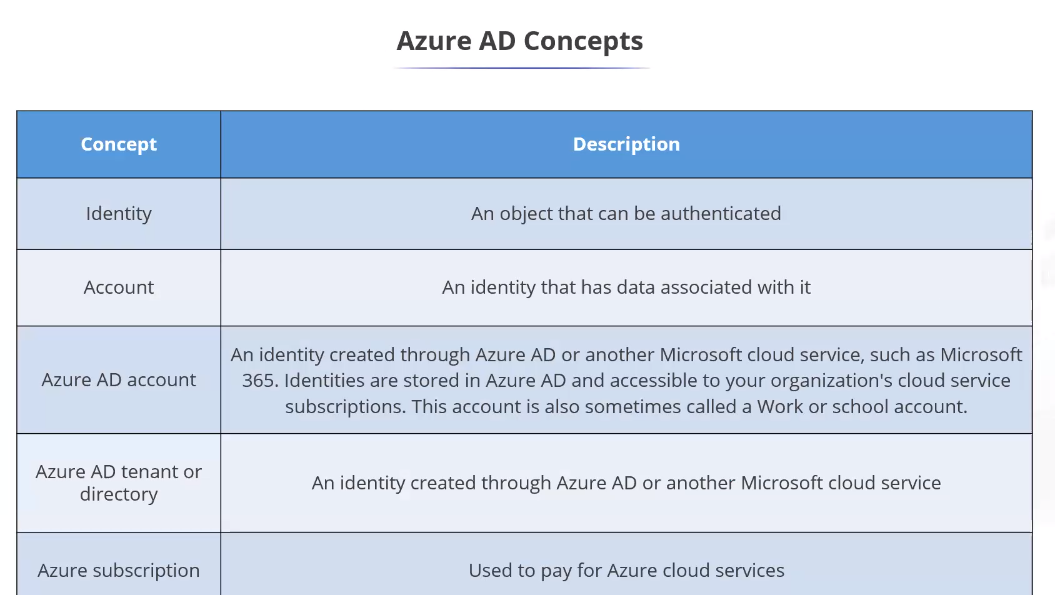 Azure AD Concepts
Concept
Description
Identity
An object that can be authenticated
Account
An identity that has data associated with it
Azure AD account
An identity created through Azure AD or another Microsoft cloud service, such as Microsoft
365. Identities are stored in Azure AD and accessible to your organization's cloud service
subscriptions. This account is also sometimes called a Work or school account.
Azure AD tenant or
directory
An identity created through Azure AD or another Microsoft cloud service
Azure subscription
Used to pay for Azure cloud services